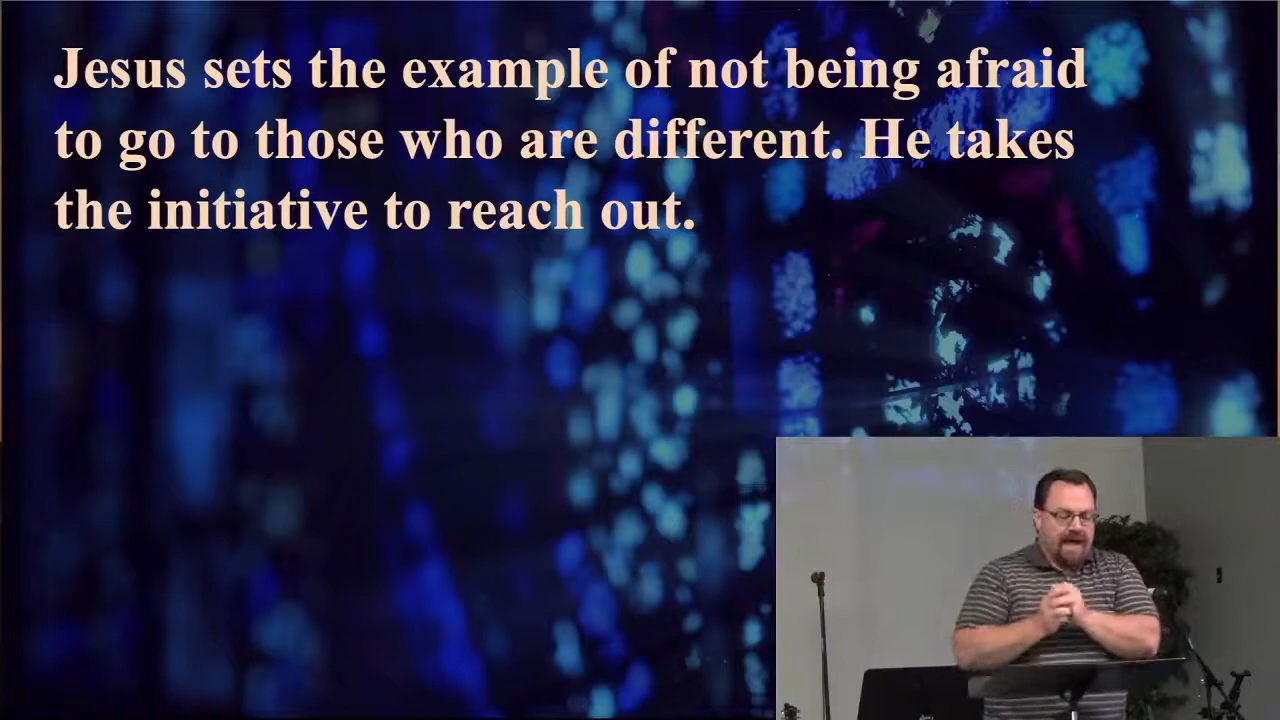 Jesus sets the example of not being afraid
to go to those who are different. He takes
the initiative to reach out.